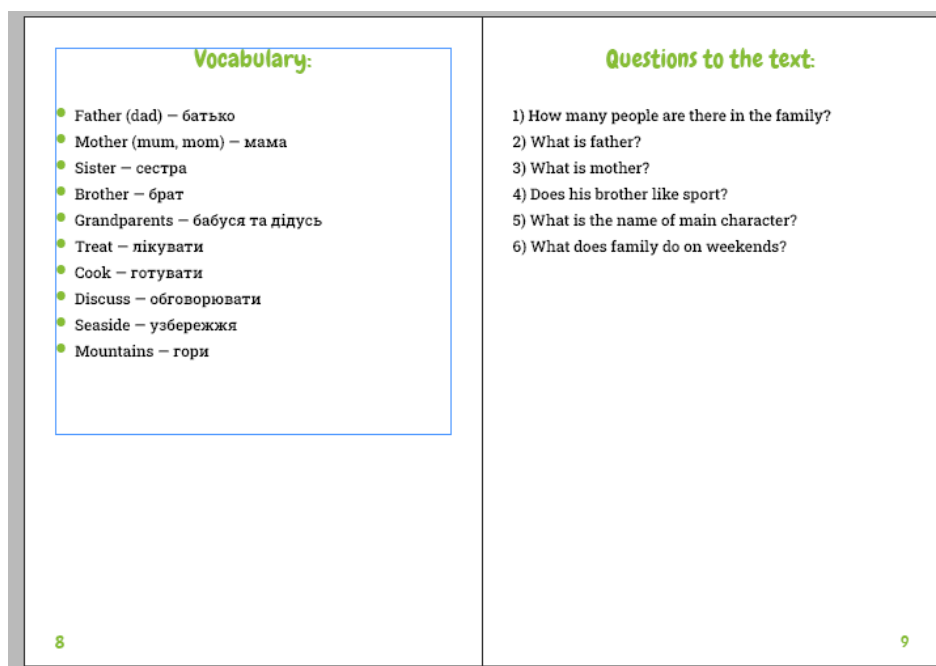 Vocabulary:
• Father (dad) – батько
• Mother (mum, mom) – мама
• Sister – сестра
• Brother – брат
• Grandparents – бабуся та дідусь
• Treat – лікувати
• Cook – готувати
• Discuss – обговорювати
• Seaside – узбережжя
• Mountains – гори
8
Questions to the text:
1) How many people are there in the family?
2) What is father?
3) What is mother?
4) Does his brother like sport?
5) What is the name of main character?
6) What does family do on weekends?
9